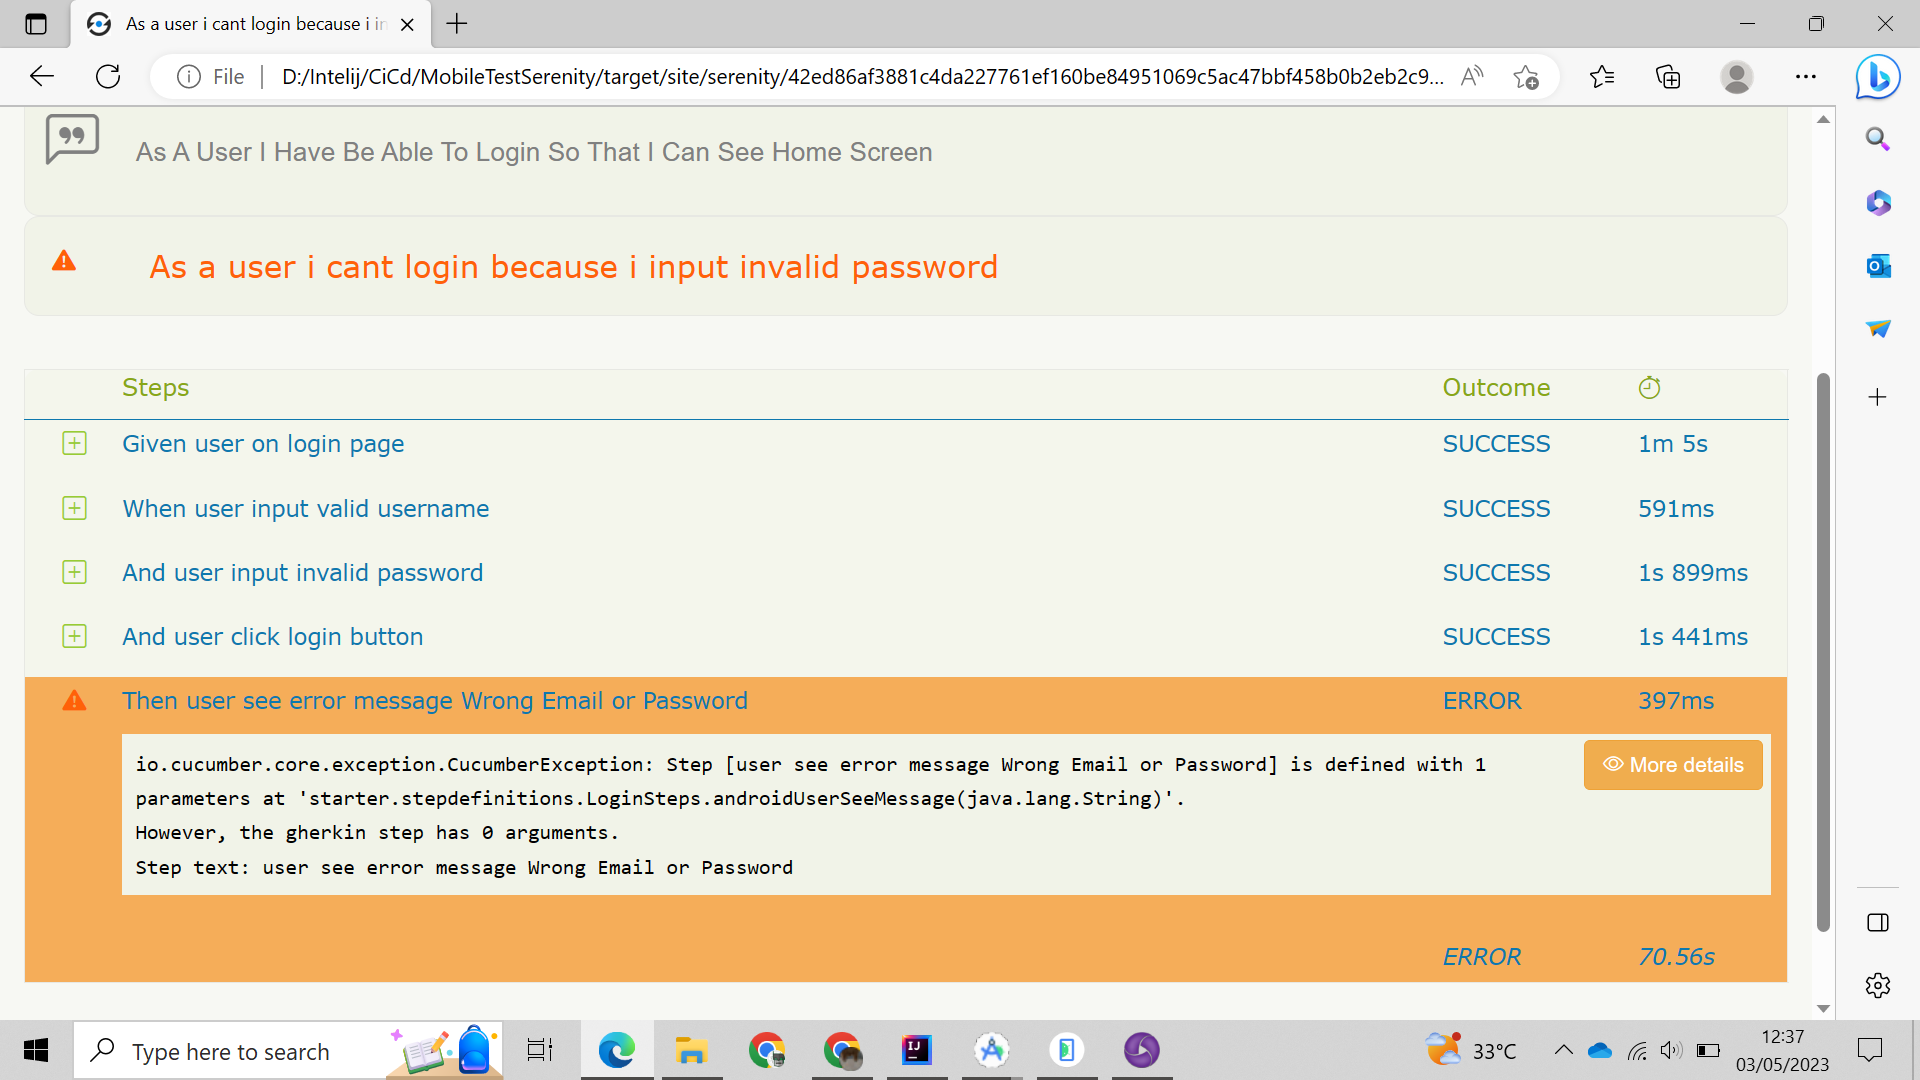 As a user i cant login because i in
File
D:/Intelij/CiCd/MobileTestSerenity/target/site/serenity/42ed86af3881c4da227761ef160be84951069c5ac47bbf458b0b2eb2c9...
As A User I Have Be Able To Login So That I Can See Home Screen
As a user i cant login because i input invalid password
Steps Outcome
Given user on login page SUCCESS 1m 5s
When user input valid username SUCCESS 591ms
And user input invalid password SUCCESS 1s 899ms
And user click login button SUCCESS 1s 441ms
Then user see error message Wrong Email or Password ERROR 397ms
io.cucumber.core.exception.CucumberException: Step [user see error message Wrong Email or Password] is defined with 1
More details
parameters at 'starter.stepdefinitions.LoginSteps.androidUserSeeMessage(java.lang.String)'.
However, the gherkin step has 0 arguments.
Step text: user see error message Wrong Email or Password
ERROR 70.56s
Type here to search
33°C
12:37
03/05/2023